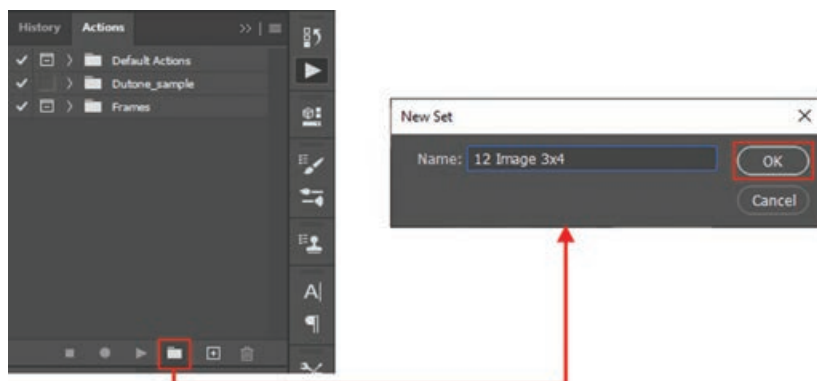 History Actions
Default Actions
Dutone_sample
Frames
New Set
Name: 12 Image 3x4
OK
Cancel